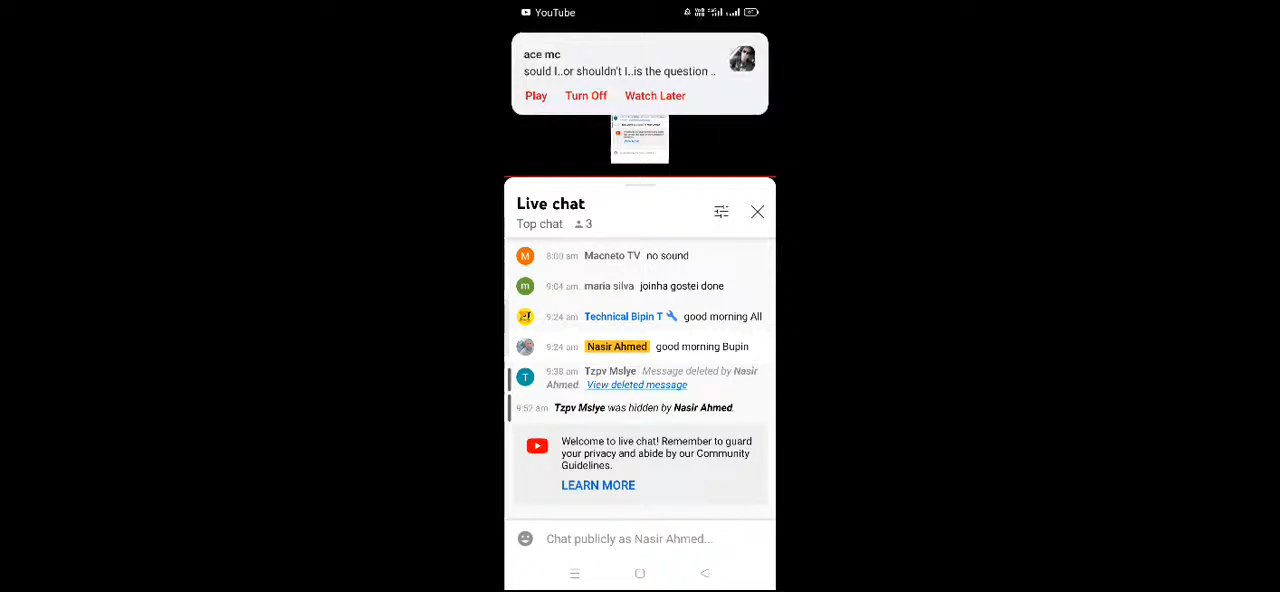 YouTube
ace mc
sould I..or shouldn't I..is the question ..
Play Turn Off Watch Later
Live chat
Top chat 3
M 8:00 am Macneto TV no sound
m 9:04 am maria silva joinha gostei done
9:24 am Technical Bipin T good morning All
9:24 am Nasir Ahmed good morning Bupin
T 9:38 am Tzpv Mslye Message deleted by Nasir
Ahmed. View deleted message
9:52 am Tzpv Mslye was hidden by Nasir Ahmed.
Welcome to live chat! Remember to guard
your privacy and abide by our Community
Guidelines.
LEARN MORE
Chat publicly as Nasir Ahmed...